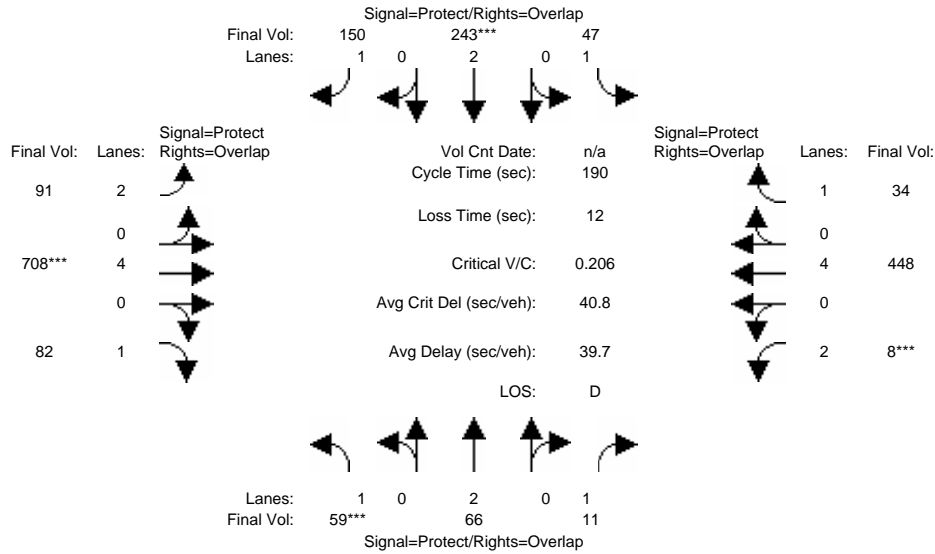 Signal=Protect/Rights=Overlap
Final Vol: 150 243*** 47
Lanes: 1 0 2 0 1
Signal=Protect
Final Vol: Lanes: Rights=Overlap
Vol Cnt Date: n/a
Signal=Protect
Rights=Overlap Lanes: Final Vol:
Cycle Time (sec): 190
91 2
1 34
Loss Time (sec): 12
0
0
708*** 4
Critical V/C: 0.206
4 448
0
Avg Crit Del (sec/veh): 40.8
0
82 1
Avg Delay (sec/veh): 39.7
2 8***
LOS: D
Lanes: 1 0 2 0 1
Final Vol: 59*** 66 11
Signal=Protect/Rights=Overlap